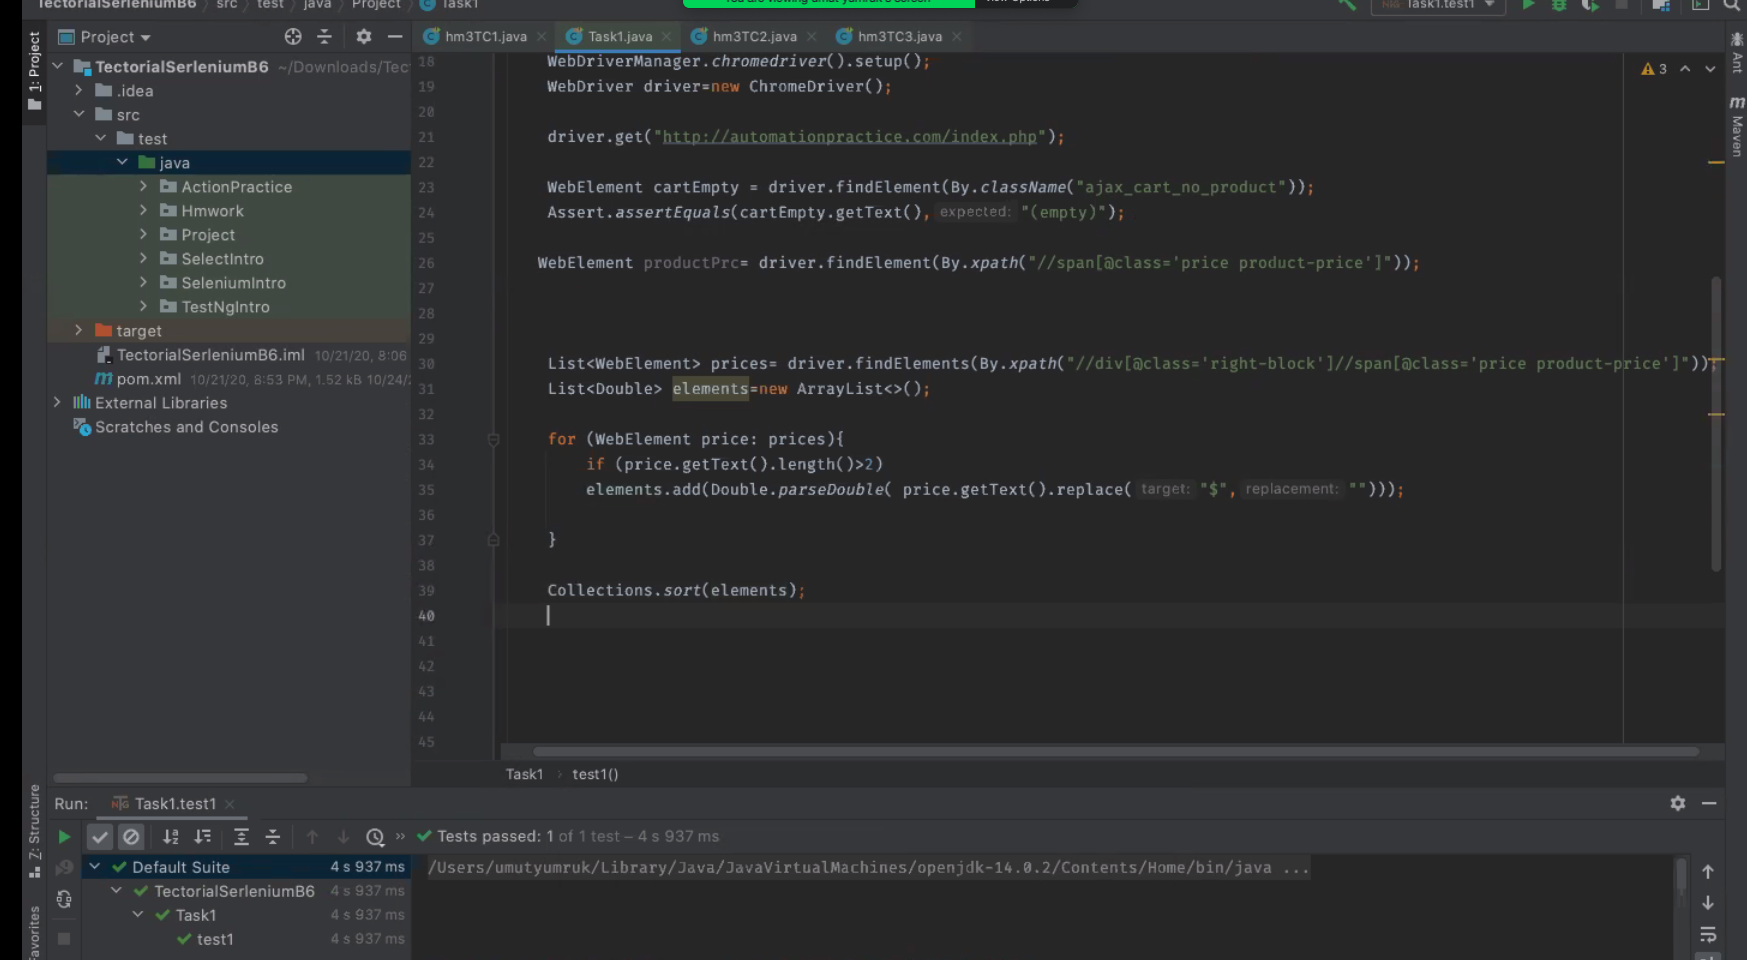 TectorialSerleniumB6 › src › test › java › Project › Task1
You are viewing umut yumruk's screen
View Options
Task1.test1
1: Project
Project
hm3TC1.java
Task1.java
hm3TC2.java
hm3TC3.java
Ant
Maven
3
TectorialSerleniumB6 ~/Downloads/Tec
.idea
src
test
java
ActionPractice
Hmwork
Project
SelectIntro
SeleniumIntro
TestNgIntro
target
TectorialSerleniumB6.iml 10/21/20, 8:06
pom.xml 10/21/20, 8:53 PM, 1.52 kB 10/24/
External Libraries
Scratches and Consoles
18 WebDriverManager.chromedriver().setup();
19 WebDriver driver=new ChromeDriver();
20
21 driver.get("http://automationpractice.com/index.php");
22
23 WebElement cartEmpty = driver.findElement(By.className("ajax_cart_no_product"));
24 Assert.assertEquals(cartEmpty.getText(), expected: "(empty)");
25
26 WebElement productPrc= driver.findElement(By.xpath("//span[@class='price product-price']"));
27
28
29
30 List<WebElement> prices= driver.findElements(By.xpath("//div[@class='right-block']//span[@class='price product-price']"));
31 List<Double> elements=new ArrayList<>();
32
33 for (WebElement price: prices){
34 if (price.getText().length()>2)
35 elements.add(Double.parseDouble( price.getText().replace( target: "$", replacement: "")));
36
37 }
38
39 Collections.sort(elements);
40
41
42
43
44
45
Task1 › test1()
Z: Structure
Favorites
Run: Task1.test1
Tests passed: 1 of 1 test – 4 s 937 ms
Default Suite 4 s 937 ms
TectorialSerleniumB6 4 s 937 ms
Task1 4 s 937 ms
test1 4 s 937 ms
/Users/umutyumruk/Library/Java/JavaVirtualMachines/openjdk-14.0.2/Contents/Home/bin/java ...